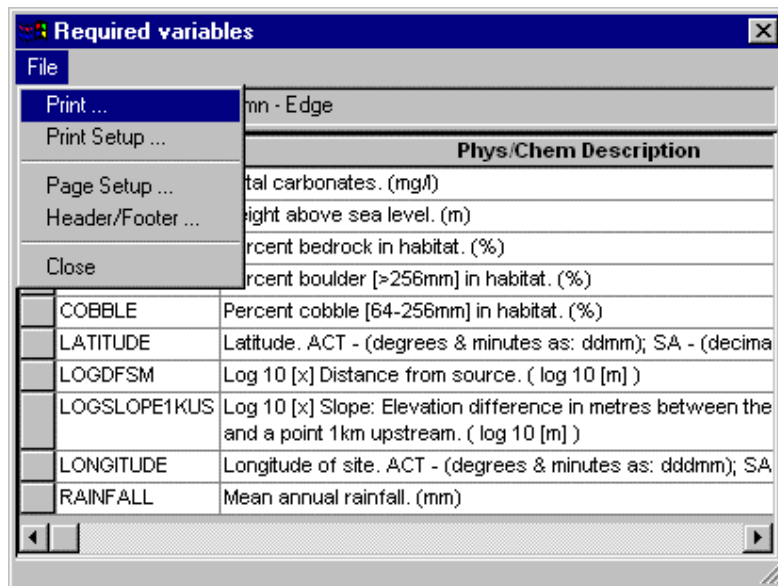 Required variables
File
Print ...
Print Setup ...
Page Setup ...
Header/Footer ...
Close
mn - Edge
Phys/Chem Description
tal carbonates. (mg/l)
eight above sea level. (m)
rcent bedrock in habitat. (%)
rcent boulder [>256mm] in habitat. (%)
COBBLE Percent cobble [64-256mm] in habitat. (%)
LATITUDE Latitude. ACT - (degrees & minutes as: ddmm); SA - (decima
LOGDFSM Log 10 [x] Distance from source. ( log 10 [m] )
LOGSLOPE1KUS Log 10 [x] Slope: Elevation difference in metres between the
and a point 1km upstream. ( log 10 [m] )
LONGITUDE Longitude of site. ACT - (degrees & minutes as: dddmm); SA
RAINFALL Mean annual rainfall. (mm)